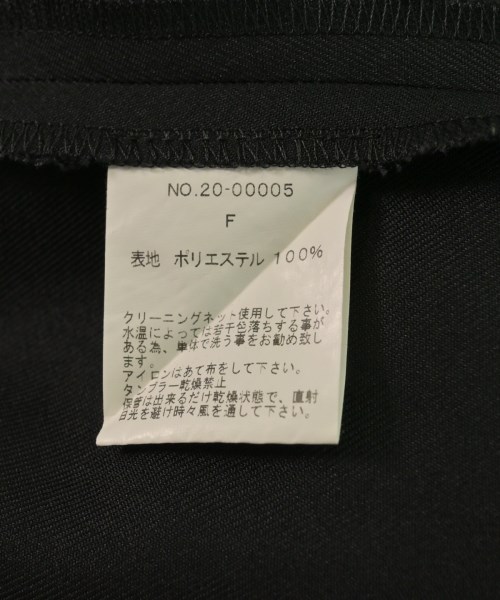 NO.20-00005
F
表地 ポリエステル 100%
クリーニングネット使用して下さい。
水温によっては若干色落ちする事が
ある為、単体で洗う事をお勧め致し
ます。
アイロンはあて布をして下さい。
タンブラー乾燥禁止
保管は出来るだけ乾燥状態で、直射
日光を避け時々風を通して下さい。